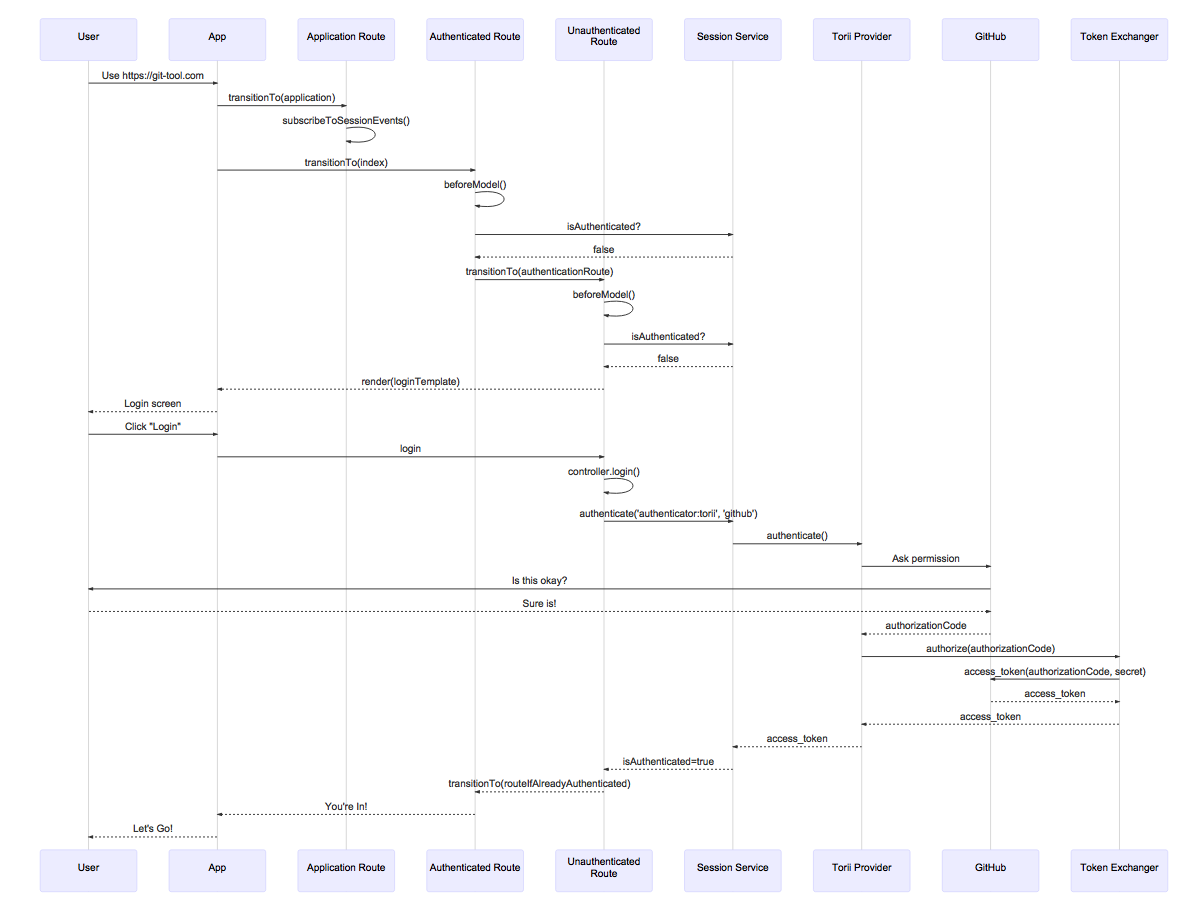 User
App
Application Route
Authenticated Route
Unauthenticated
Route
Session Service
Torii Provider
GitHub
Token Exchanger
Use https://git-tool.com
transitionTo(application)
subscribeToSessionEvents()
transitionTo(index)
beforeModel()
isAuthenticated?
false
transitionTo(authenticationRoute)
beforeModel()
isAuthenticated?
false
render(loginTemplate)
Login screen
Click "Login"
login
controller.login()
authenticate('authenticator:torii', 'github')
authenticate()
Ask permission
Is this okay?
Sure is!
authorizationCode
authorize(authorizationCode)
access_token(authorizationCode, secret)
access_token
access_token
access_token
isAuthenticated=true
transitionTo(routeIfAlreadyAuthenticated)
You're In!
Let's Go!
User
App
Application Route
Authenticated Route
Unauthenticated
Route
Session Service
Torii Provider
GitHub
Token Exchanger